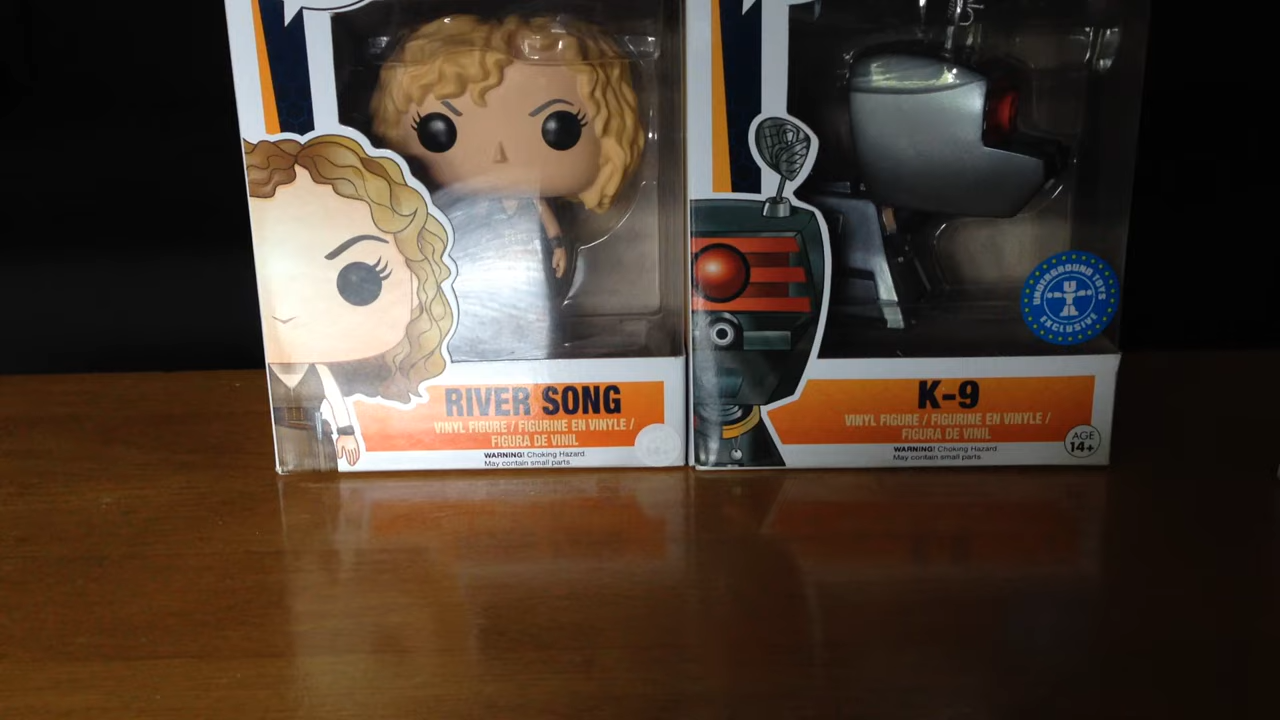 RIVER SONG
VINYL FIGURE / FIGURINE EN VINYLE /
FIGURA DE VINIL
WARNING! Choking Hazard.
May contain small parts.
UNDERGROUND TOYS
UT
EXCLUSIVE
K-9
VINYL FIGURE / FIGURINE EN VINYLE /
FIGURA DE VINIL
WARNING! Choking Hazard
May contain small parts.
AGE
14+